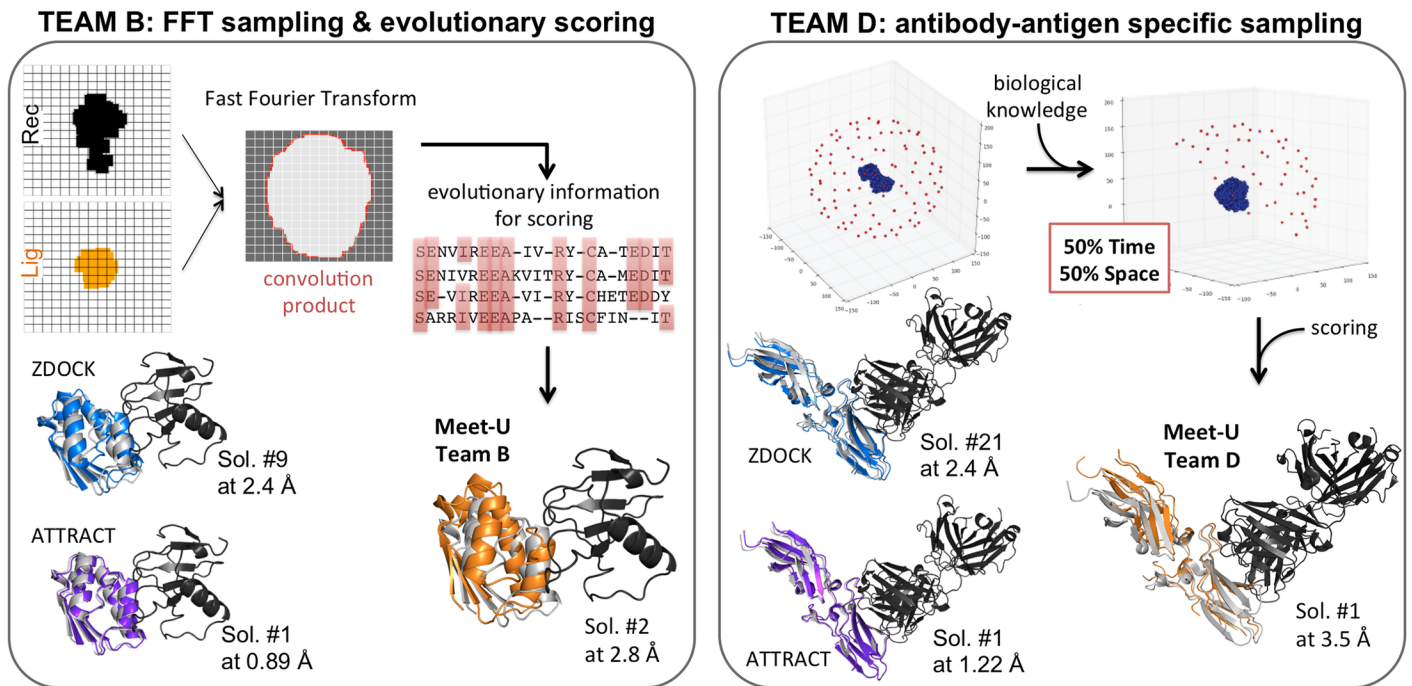 TEAM B: FFT sampling & evolutionary scoring
Rec
Lig
Fast Fourier Transform
convolution
product
evolutionary information
for scoring
SENVIREEA-IV-RY-CA-TEDIT
SENIVREEAKVITRY-CA-MEDIT
SE-VIREEA-VI-RY-CHETEDDY
SARRIVEEAPA--RISCFIN--IT
ZDOCK
Sol. #9
at 2.4 Å
ATTRACT
Sol. #1
at 0.89 Å
Meet-U
Team B
Sol. #2
at 2.8 Å
TEAM D: antibody-antigen specific sampling
biological
knowledge
50% Time
50% Space
scoring
ZDOCK
Sol. #21
at 2.4 Å
ATTRACT
Sol. #1
at 1.22 Å
Meet-U
Team D
Sol. #1
at 3.5 Å